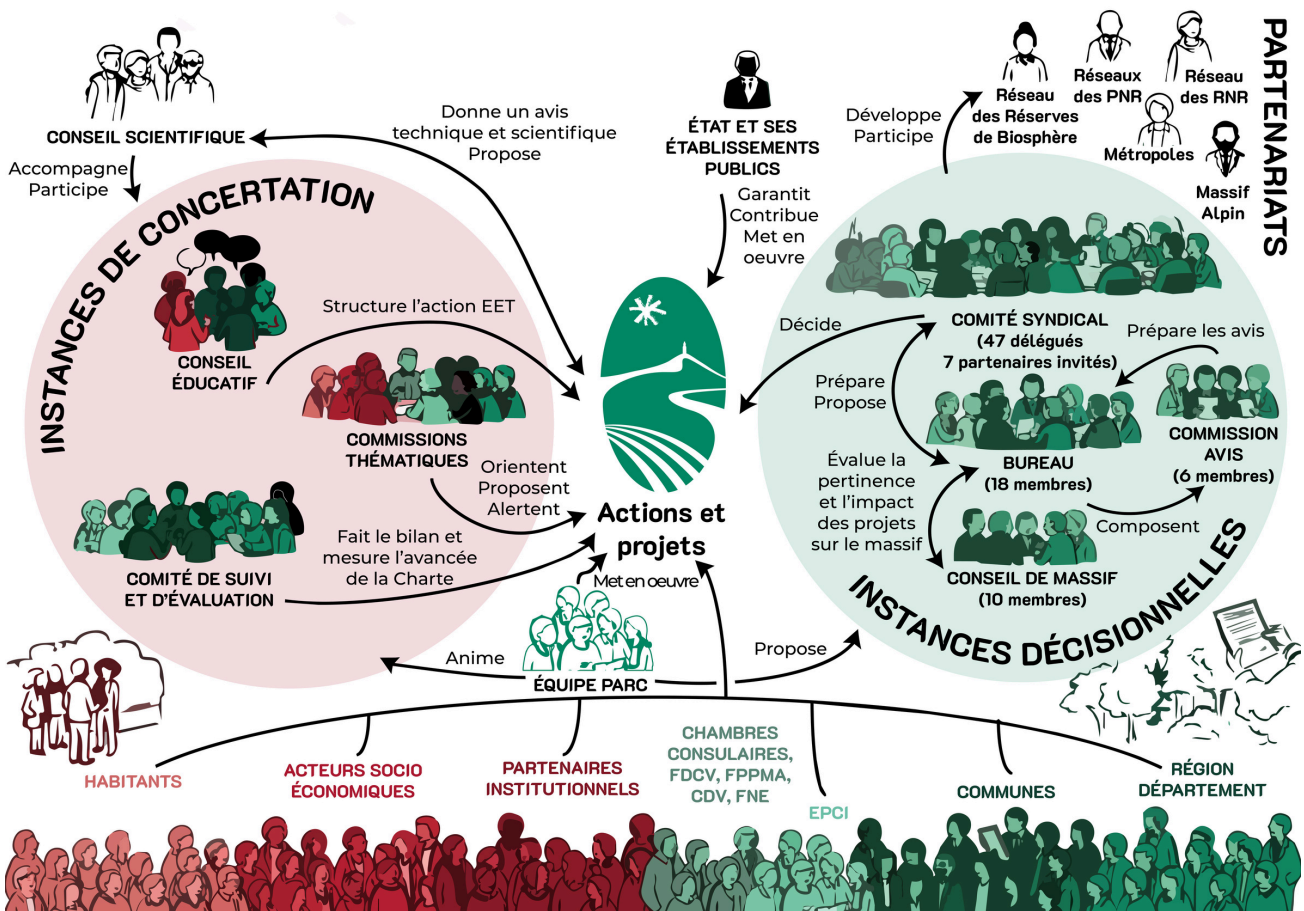 CONSEIL SCIENTIFIQUE
Accompagne
Participe
Donne un avis
technique et scientifique
Propose
ÉTAT ET SES
ÉTABLISSEMENTS
PUBLICS
Garantit
Contribue
Met en
oeuvre
Développe
Participe
Réseau
des Réserves
de Biosphère
Réseaux
des PNR
Réseau
des RNR
Métropoles
Massif
Alpin
PARTENARIATS
INSTANCES DE CONCERTATION
CONSEIL
ÉDUCATIF
Structure l'action EET
COMMISSIONS
THÉMATIQUES
Orientent
Proposent
Alertent
COMITÉ DE SUIVI
ET D'ÉVALUATION
Fait le bilan et
mesure l'avancée
de la Charte
Actions et
projets
Décide
COMITÉ SYNDICAL
(47 délégués
7 partenaires invités)
Prépare les avis
Prépare
Propose
BUREAU
(18 membres)
COMMISSION
AVIS
(6 membres)
Évalue la
pertinence
et l'impact
des projets
sur le massif
Composent
CONSEIL DE MASSIF
(10 membres)
INSTANCES DÉCISIONNELLES
Met en oeuvre
Anime
ÉQUIPE PARC
Propose
HABITANTS
ACTEURS SOCIO
ÉCONOMIQUES
PARTENAIRES
INSTITUTIONNELS
CHAMBRES
CONSULAIRES,
FDCV, FPPMA,
CDV, FNE
EPCI
COMMUNES
RÉGION
DÉPARTEMENT